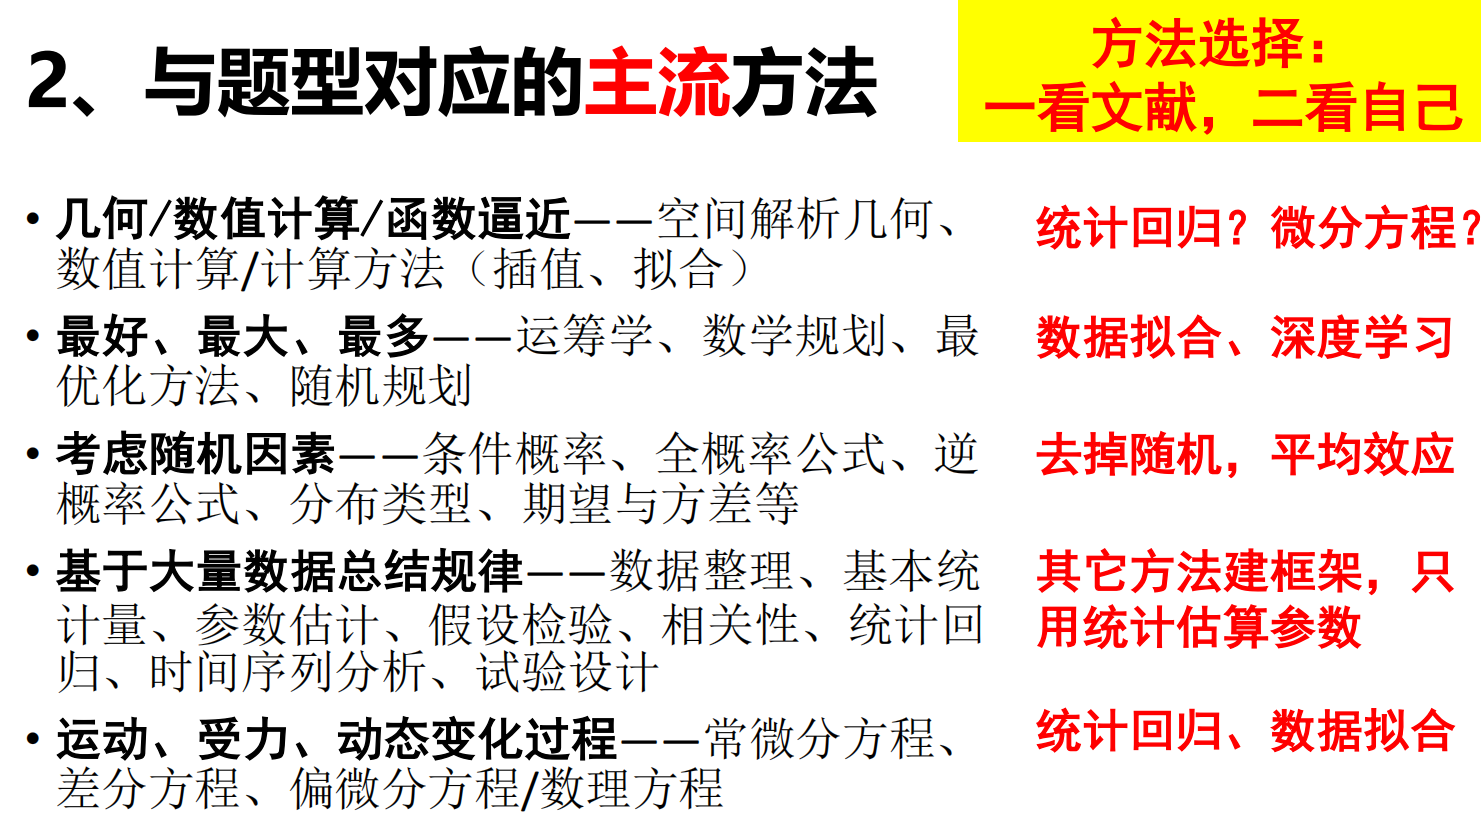 2、与题型对应的主流方法
方法选择：
一看文献，二看自己
• 几何/数值计算/函数逼近——空间解析几何、
数值计算/计算方法（插值、拟合）
统计回归？微分方程？
• 最好、最大、最多——运筹学、数学规划、最
优化方法、随机规划
数据拟合、深度学习
• 考虑随机因素——条件概率、全概率公式、逆
概率公式、分布类型、期望与方差等
去掉随机，平均效应
• 基于大量数据总结规律——数据整理、基本统
计量、参数估计、假设检验、相关性、统计回
归、时间序列分析、试验设计
其它方法建框架，只
用统计估算参数
• 运动、受力、动态变化过程——常微分方程、
差分方程、偏微分方程/数理方程
统计回归、数据拟合